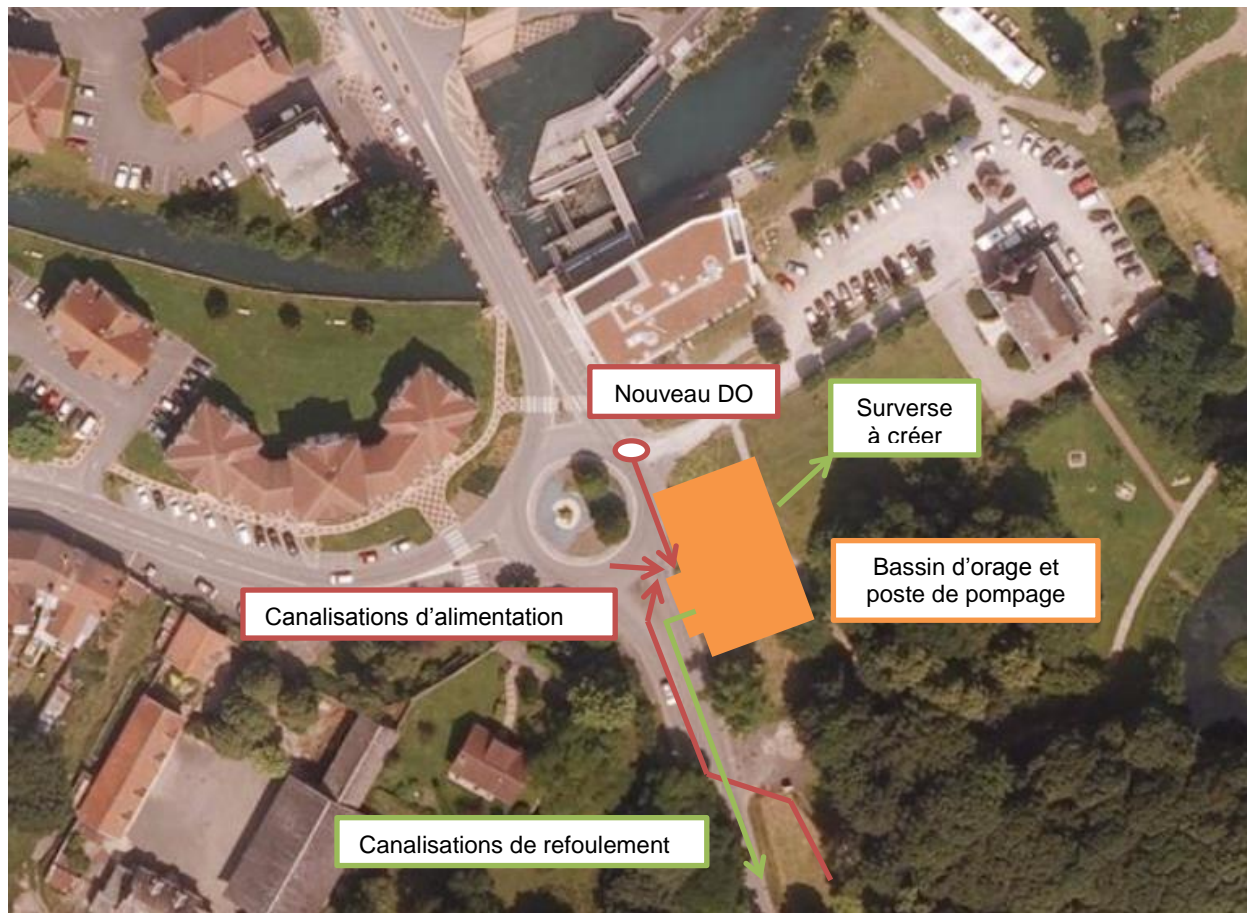 Nouveau DO
Surverse
à créer
Bassin d'orage et
poste de pompage
Canalisations d'alimentation
Canalisations de refoulement